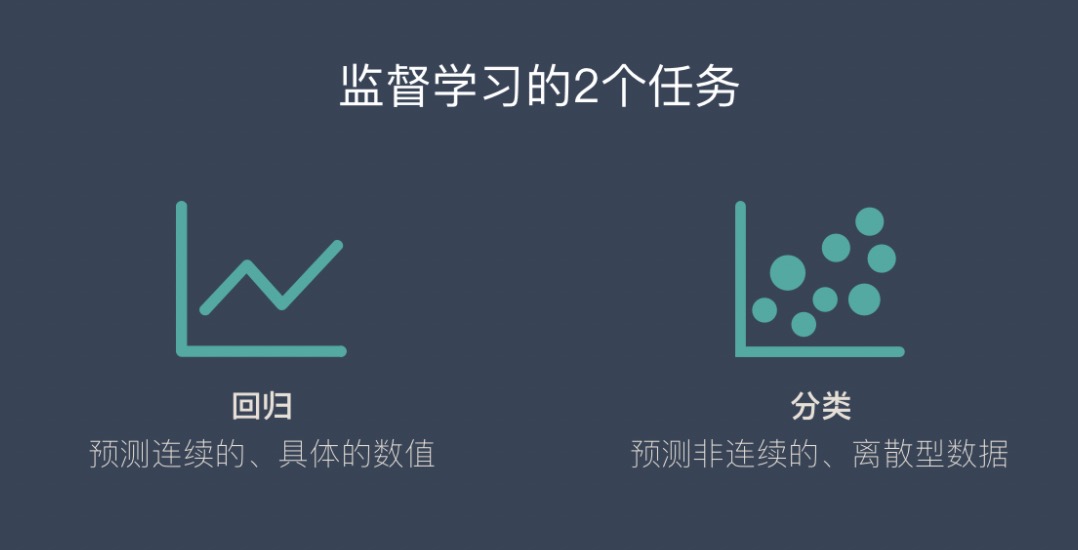 监督学习的2个任务
回归
预测连续的、具体的数值
分类
预测非连续的、离散型数据